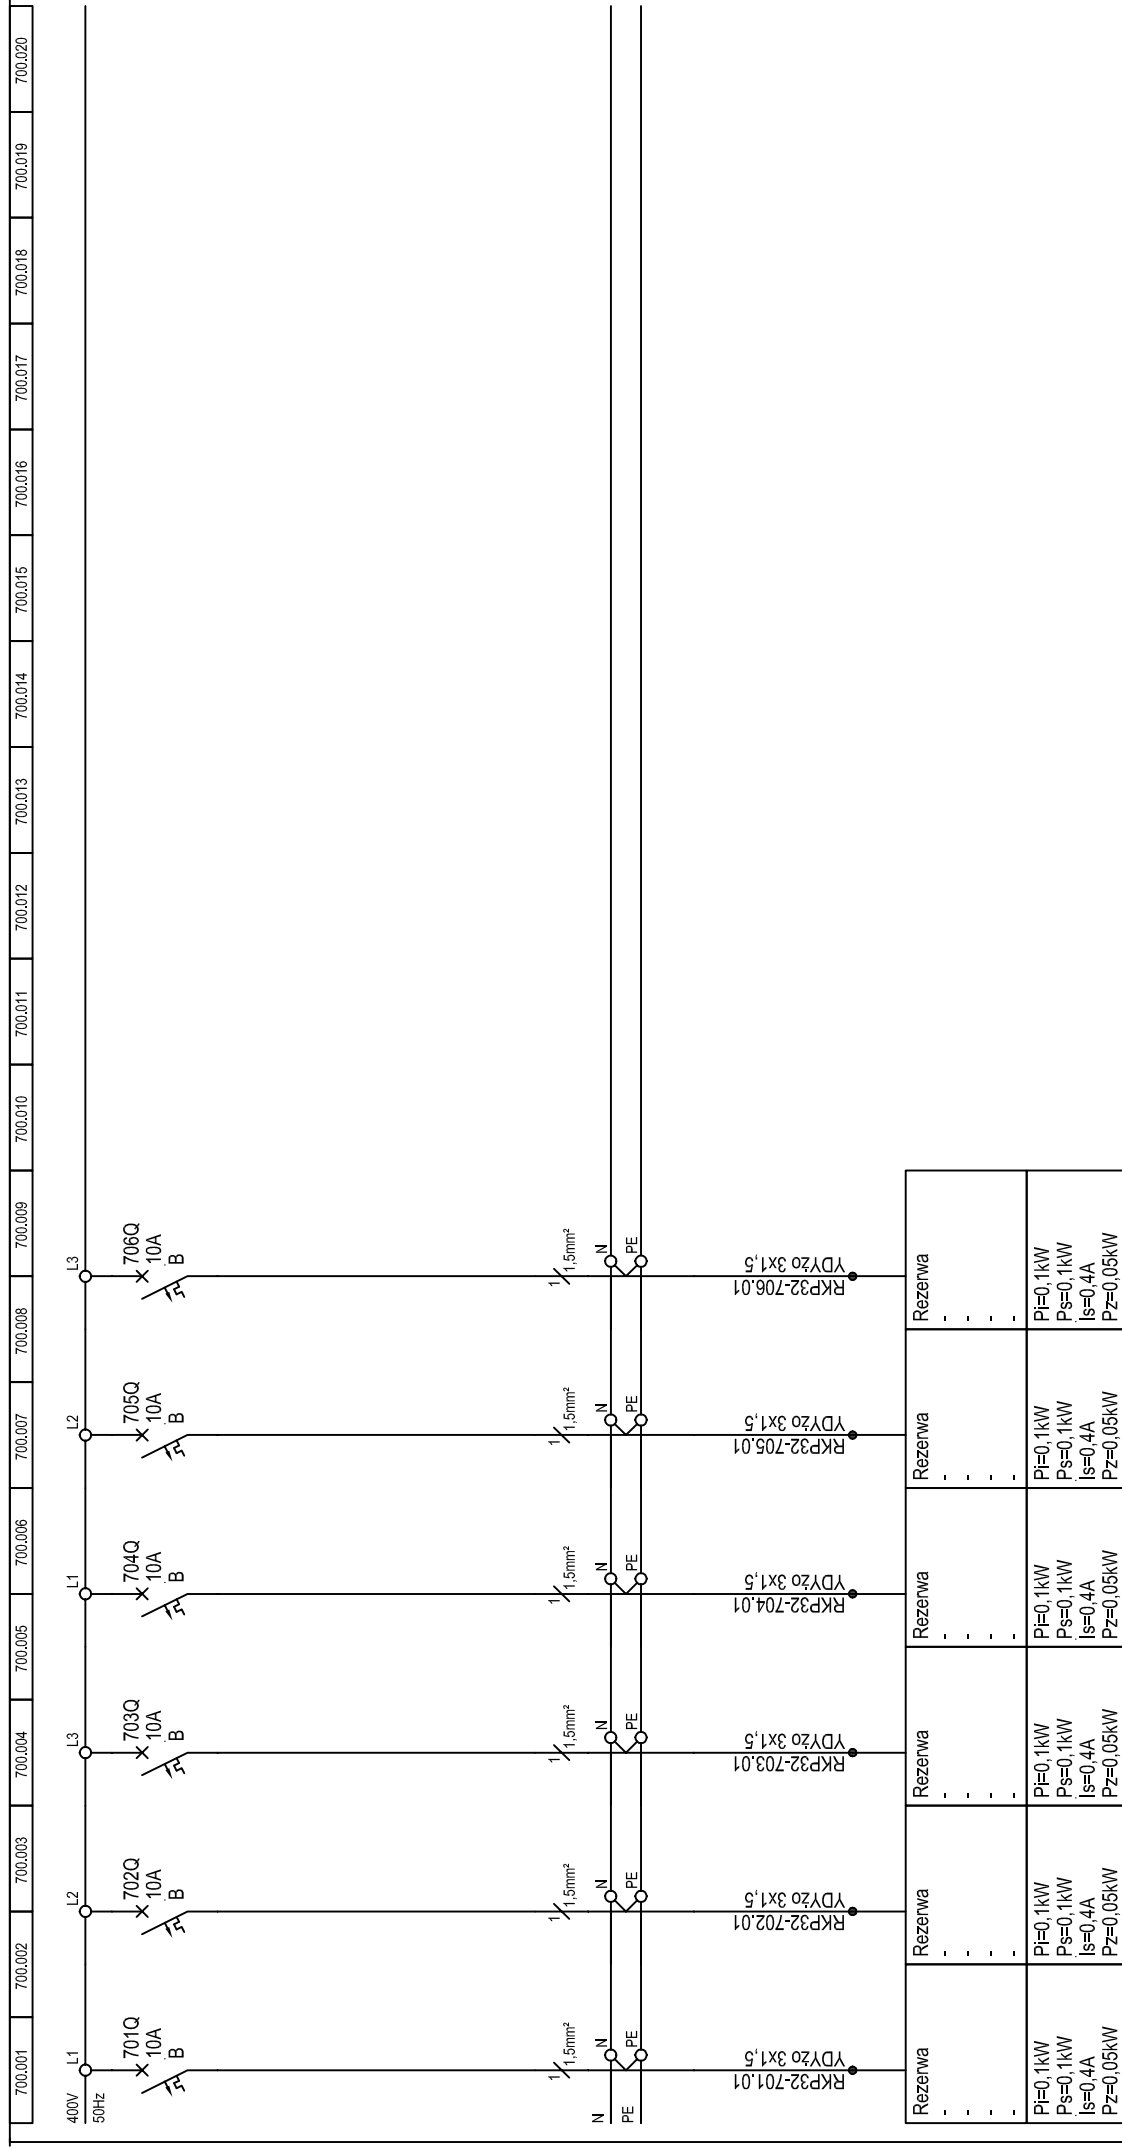 700.001 700.002 700.003 700.004 700.005 700.006 700.007 700.008 700.009 700.010 700.011 700.012 700.013 700.014 700.015 700.016 700.017 700.018 700.019 700.020
400V
50Hz
L1 L2 L3 L1 L2 L3
701Q 702Q 703Q 704Q 705Q 706Q
10A 10A 10A 10A 10A 10A
B B B B B B
1 1 1 1 1 1
1,5mm² 1,5mm² 1,5mm² 1,5mm² 1,5mm² 1,5mm²
N N N N N N N
PE PE PE PE PE PE PE
YDYżo 3x1,5 YDYżo 3x1,5 YDYżo 3x1,5 YDYżo 3x1,5 YDYżo 3x1,5 YDYżo 3x1,5
RKP32-701.01 RKP32-702.01 RKP32-703.01 RKP32-704.01 RKP32-705.01 RKP32-706.01
Rezerwa Rezerwa Rezerwa Rezerwa Rezerwa Rezerwa
. . . . . .
. . . . . .
. . . . . .
. . . . . .
Pi=0,1kW Pi=0,1kW Pi=0,1kW Pi=0,1kW Pi=0,1kW Pi=0,1kW
Ps=0,1kW Ps=0,1kW Ps=0,1kW Ps=0,1kW Ps=0,1kW Ps=0,1kW
Is=0,4A Is=0,4A Is=0,4A Is=0,4A Is=0,4A Is=0,4A
Pz=0,05kW Pz=0,05kW Pz=0,05kW Pz=0,05kW Pz=0,05kW Pz=0,05kW